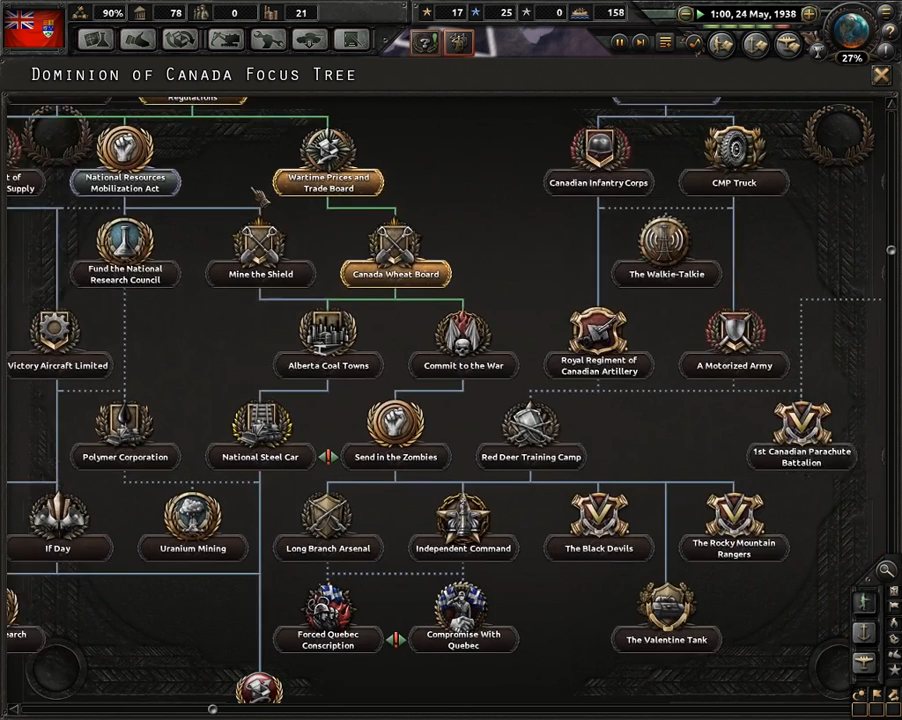 90%
78
0
21
17
25
0
158
1:00, 24 May, 1938
27%
Dominion of Canada Focus Tree
Regulations
t of
Supply
National Resources
Mobilization Act
Wartime Prices and
Trade Board
Canadian Infantry Corps
CMP Truck
Fund the National
Research Council
Mine the Shield
Canada Wheat Board
The Walkie-Talkie
Victory Aircraft Limited
Alberta Coal Towns
Commit to the War
Royal Regiment of
Canadian Artillery
A Motorized Army
Polymer Corporation
National Steel Car
Send in the Zombies
Red Deer Training Camp
1st Canadian Parachute
Battalion
If Day
Uranium Mining
Long Branch Arsenal
Independent Command
The Black Devils
The Rocky Mountain
Rangers
earch
Forced Quebec
Conscription
Compromise With
Quebec
The Valentine Tank